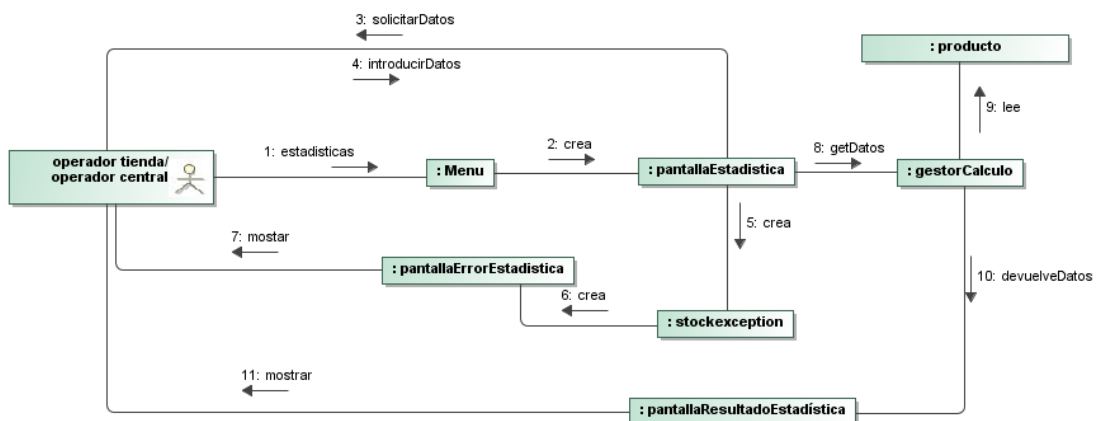 3: solicitarDatos
4: introducirDatos
: producto
9: lee
operador tienda/
operador central
1: estadisticas
: Menu
2: crea
: pantallaEstadistica
8: getDatos
: gestorCalculo
5: crea
7: mostar
: pantallaErrorEstadistica
6: crea
: stockexception
10: devuelveDatos
11: mostrar
: pantallaResultadoEstadística